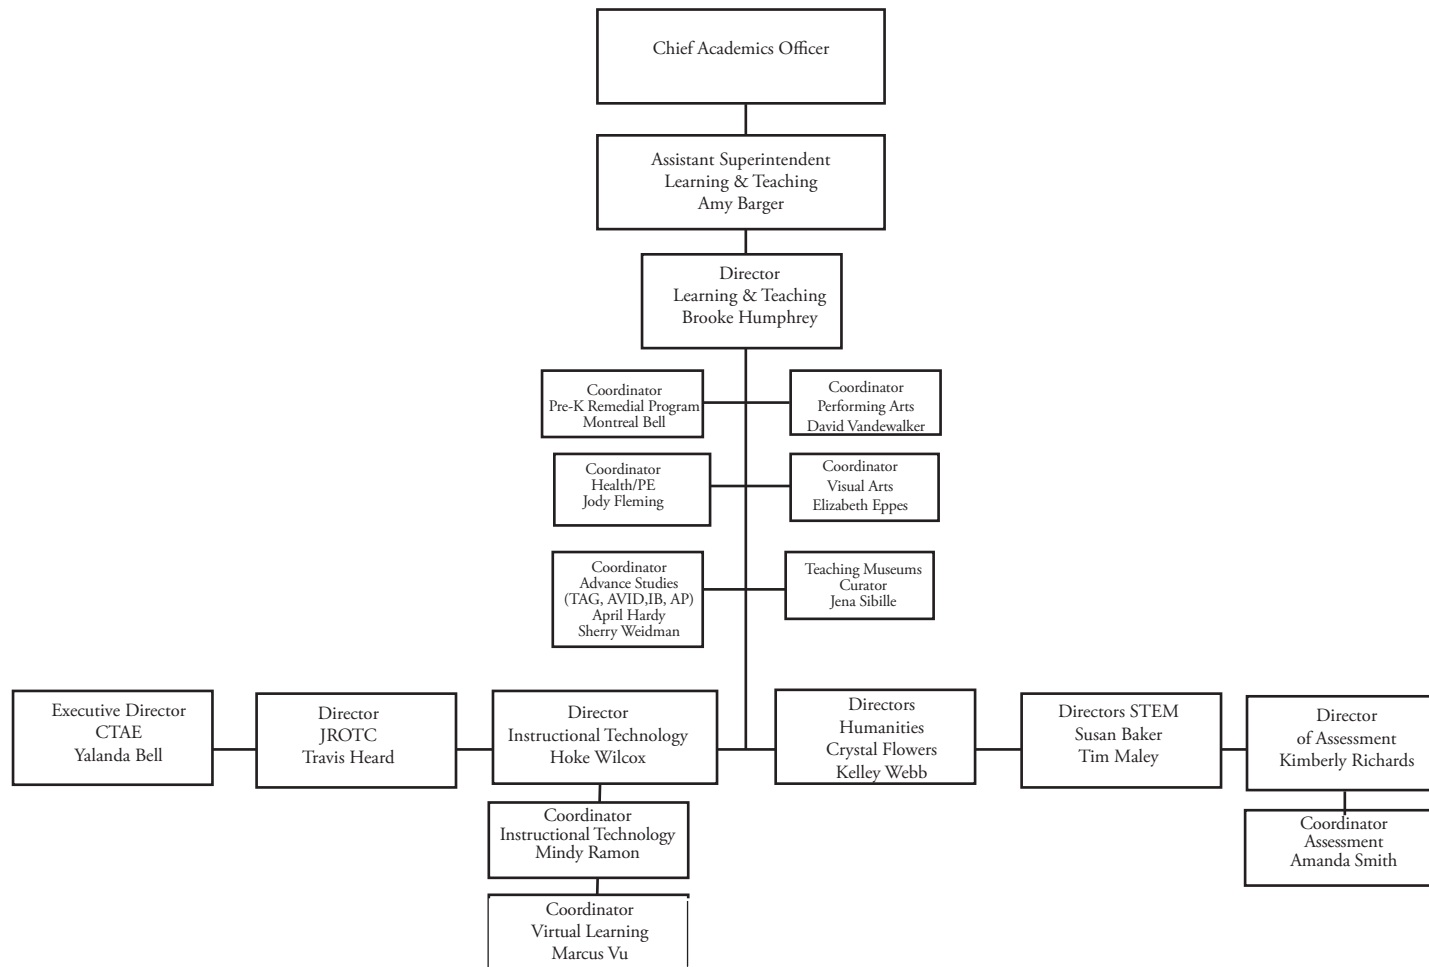 Chief Academics Officer
Assistant Superintendent
Learning & Teaching
Amy Barger
Director
Learning & Teaching
Brooke Humphrey
Coordinator
Pre-K Remedial Program
Montreal Bell
Coordinator
Performing Arts
David Vandewalker
Coordinator
Health/PE
Jody Fleming
Coordinator
Visual Arts
Elizabeth Eppes
Coordinator
Advance Studies
(TAG, AVID,IB, AP)
April Hardy
Sherry Weidman
Teaching Museums
Curator
Jena Sibille
Executive Director
CTAE
Yalanda Bell
Director
JROTC
Travis Heard
Director
Instructional Technology
Hoke Wilcox
Directors
Humanities
Crystal Flowers
Kelley Webb
Directors STEM
Susan Baker
Tim Maley
Director
of Assessment
Kimberly Richards
Coordinator
Instructional Technology
Mindy Ramon
Coordinator
Assessment
Amanda Smith
Coordinator
Virtual Learning
Marcus Vu